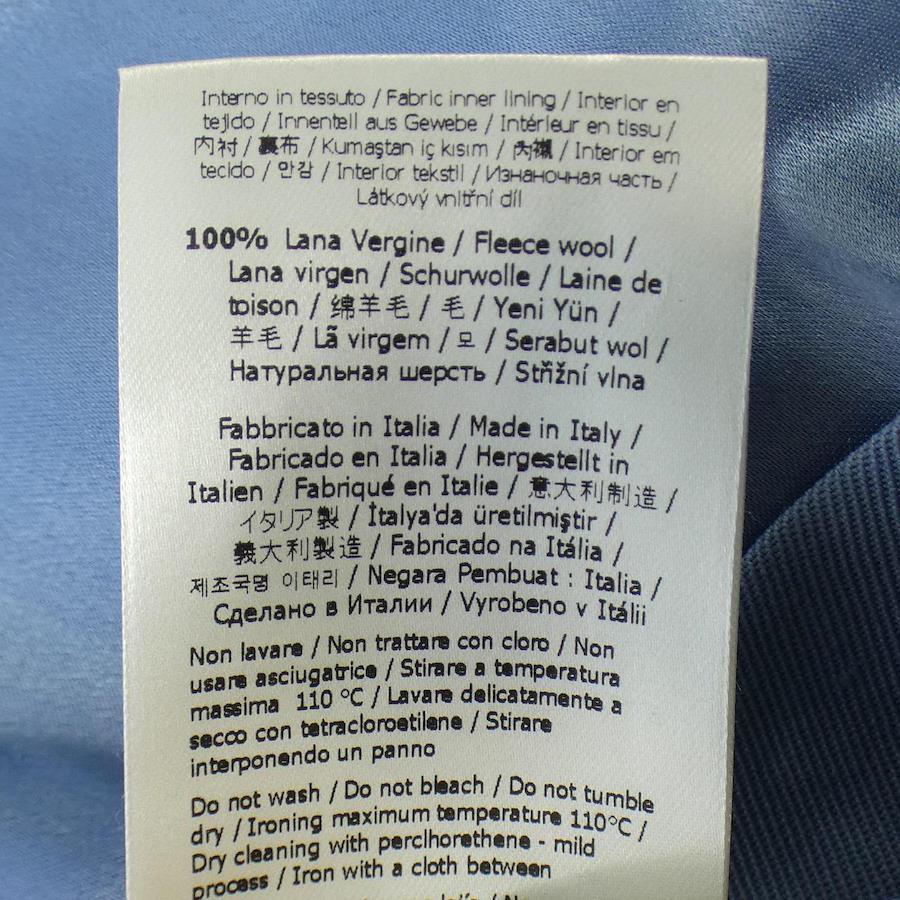 Interno in tessuto / Fabric inner lining / Interior en
tejido / Innenteil aus Gewebe / Intérieur en tissu /
内衬 / 裏布 / Kumaştan iç kısım / 內襯 / Interior em
tecido / 안감 / Interior tekstil / Изнаночная часть /
Látkový vnitřní díl
100% Lana Vergine / Fleece wool /
Lana virgen / Schurwolle / Laine de
toison / 绵羊毛 / 毛 / Yeni Yün /
羊毛 / Lã virgem / 모 / Serabut wol /
Натуральная шерсть / Střižní vlna
Fabbricato in Italia / Made in Italy /
Fabricado en Italia / Hergestellt in
Italien / Fabriqué en Italie / 意大利制造 /
イタリア製 / İtalya'da üretilmiştir /
義大利製造 / Fabricado na Itália /
제조국명 이태리 / Negara Pembuat : Italia /
Сделано в Италии / Vyrobeno v Itálii
Non lavare / Non trattare con cloro / Non
usare asciugatrice / Stirare a temperatura
massima 110 °C / Lavare delicatamente a
secco con tetracloroetilene / Stirare
interponendo un panno
Do not wash / Do not bleach / Do not tumble
dry / Ironing maximum temperature 110°C /
Dry cleaning with perclhorethene - mild
process / Iron with a cloth between